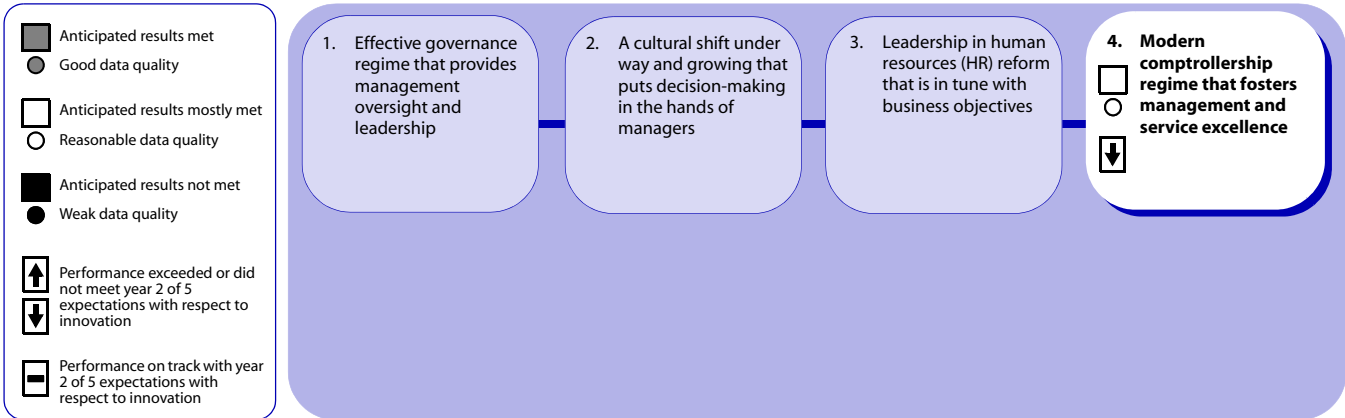 Anticipated results met
Good data quality
Anticipated results mostly met
Reasonable data quality
Anticipated results not met
Weak data quality
Performance exceeded or did
not meet year 2 of 5
expectations with respect to
innovation
Performance on track with year
2 of 5 expectations with
respect to innovation
1. Effective governance
regime that provides
management
oversight and
leadership
2. A cultural shift under
way and growing that
puts decision-making
in the hands of
managers
3. Leadership in human
resources (HR) reform
that is in tune with
business objectives
4. Modern
comptrollership
regime that fosters
management and
service excellence